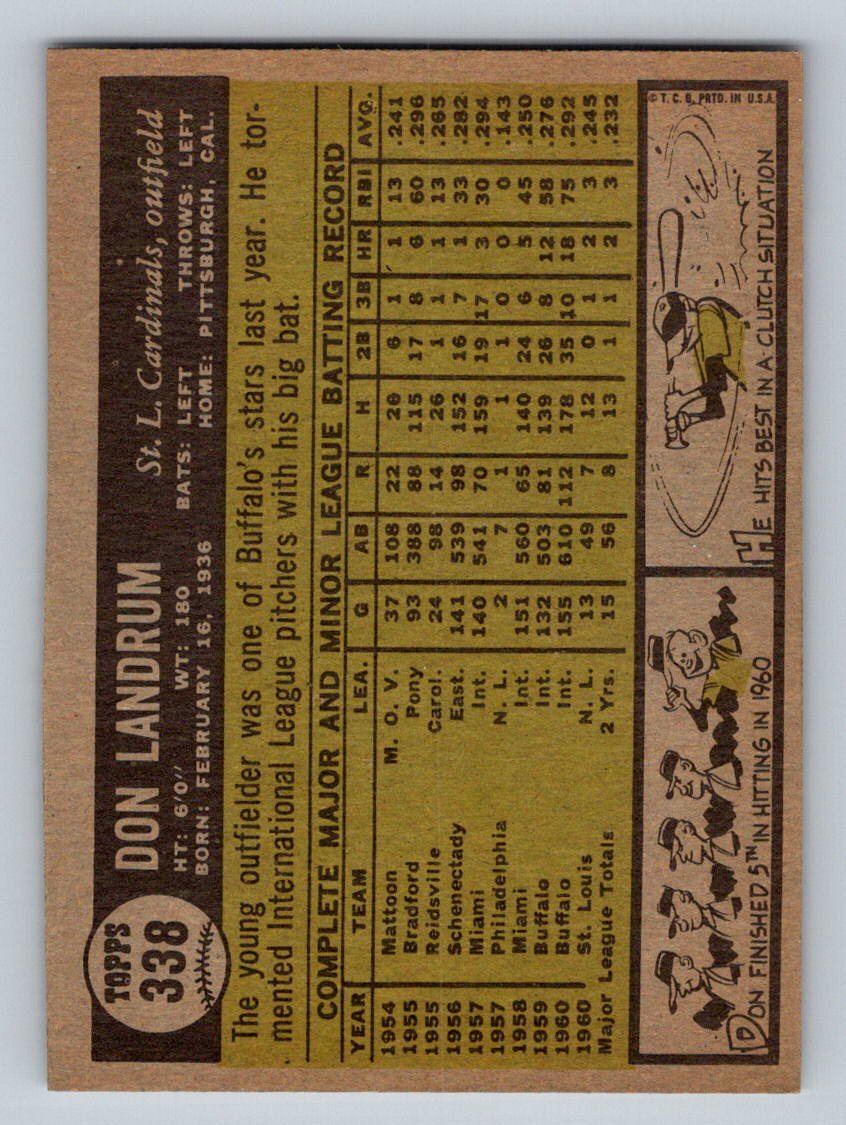 TOPPS
338
DON LANDRUM St. L. Cardinals, outfield
HT: 6'0" WT: 180 BATS: LEFT THROWS: LEFT
BORN: FEBRUARY 16, 1936 HOME: PITTSBURGH, CAL.
The young outfielder was one of Buffalo's stars last year. He tor-
mented International League pitchers with his big bat.
COMPLETE MAJOR AND MINOR LEAGUE BATTING RECORD
YEAR TEAM LEA. G AB R H 2B 3B HR RBI AVG.
1954 Mattoon M. O. V. 37 108 22 26 6 1 1 13 .241
1955 Bradford Pony 93 388 88 115 17 8 6 60 .296
1955 Reidsville Carol. 24 98 14 26 1 1 1 13 .265
1956 Schenectady East. 141 539 98 152 16 7 1 33 .282
1957 Miami Int. 140 541 70 159 19 17 3 30 .294
1957 Philadelphia N. L. 2 7 1 1 1 0 0 0 .143
1958 Miami Int. 151 560 65 140 24 6 5 45 .250
1959 Buffalo Int. 132 503 81 139 26 8 12 58 .276
1960 Buffalo Int. 155 610 112 178 35 10 18 75 .292
1960 St. Louis N. L. 13 49 7 12 0 1 2 3 .245
Major League Totals 2 Yrs. 15 56 8 13 1 1 2 3 .232
DON FINISHED 5TH IN HITTING IN 1960
© T. C. G. PRTD. IN U.S.A.
HE HITS BEST IN A CLUTCH SITUATION